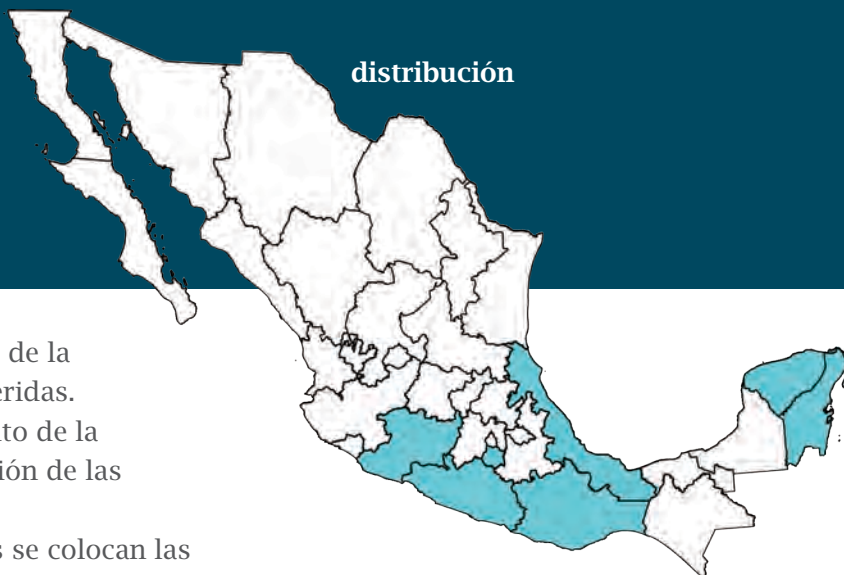 distribución
de la
eridas.
to de la
ión de las
s se colocan las